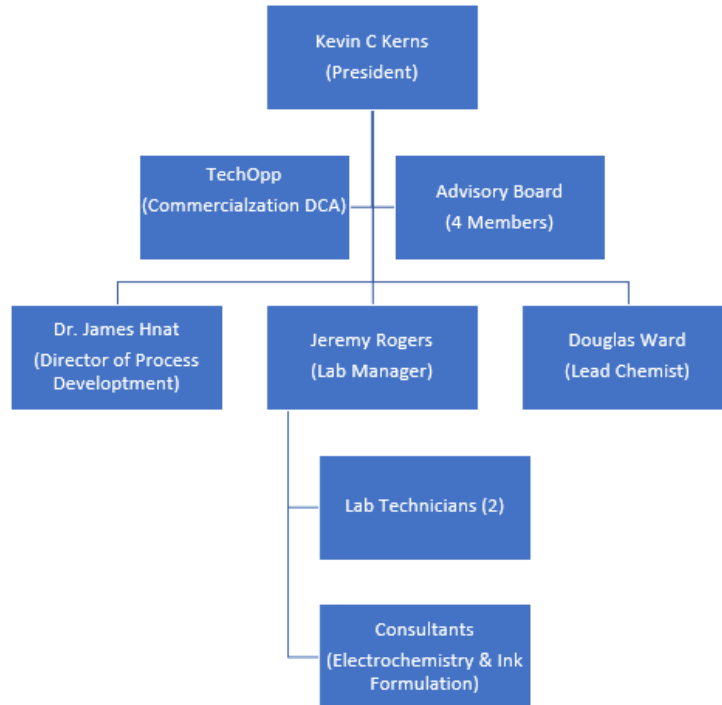 Kevin C Kerns
(President)
TechOpp
(Commercialzation DCA)
Advisory Board
(4 Members)
Dr. James Hnat
(Director of Process
Developtment)
Jeremy Rogers
(Lab Manager)
Douglas Ward
(Lead Chemist)
Lab Technicians (2)
Consultants
(Electrochemistry & Ink
Formulation)